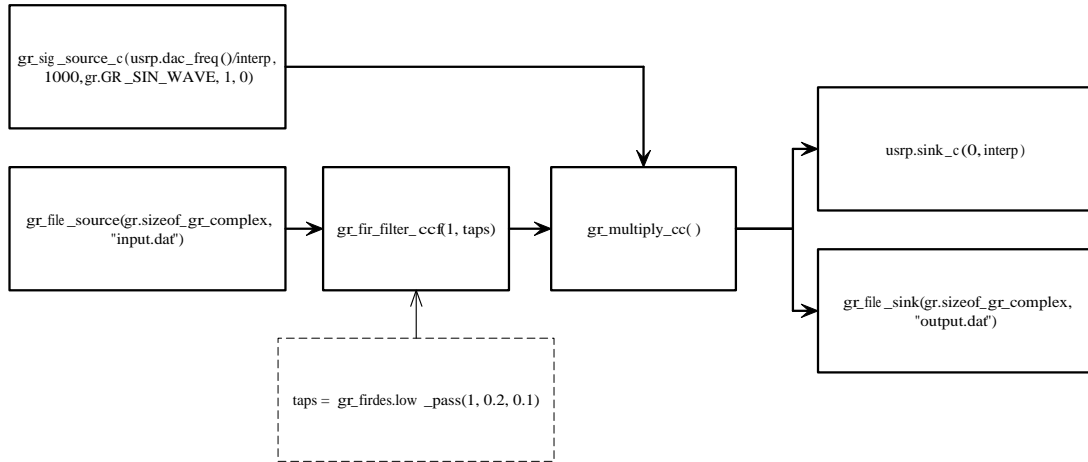 gr_sig_source_c(usrp.dac_freq()/interp,
1000,gr.GR_SIN_WAVE, 1, 0)
usrp.sink_c(0, interp)
gr_file_source(gr.sizeof_gr_complex,
"input.dat")
gr_fir_filter_ccf(1, taps)
gr_multiply_cc()
gr_file_sink(gr.sizeof_gr_complex,
"output.dat")
taps = gr_firdes.low_pass(1, 0.2, 0.1)